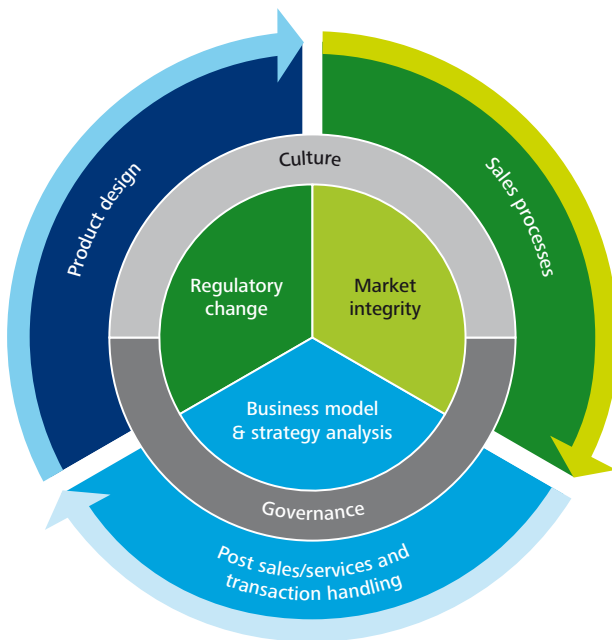 Culture
Product design
Sales processes
Regulatory
change
Market
integrity
Business model
& strategy analysis
Governance
Post sales/services and
transaction handling